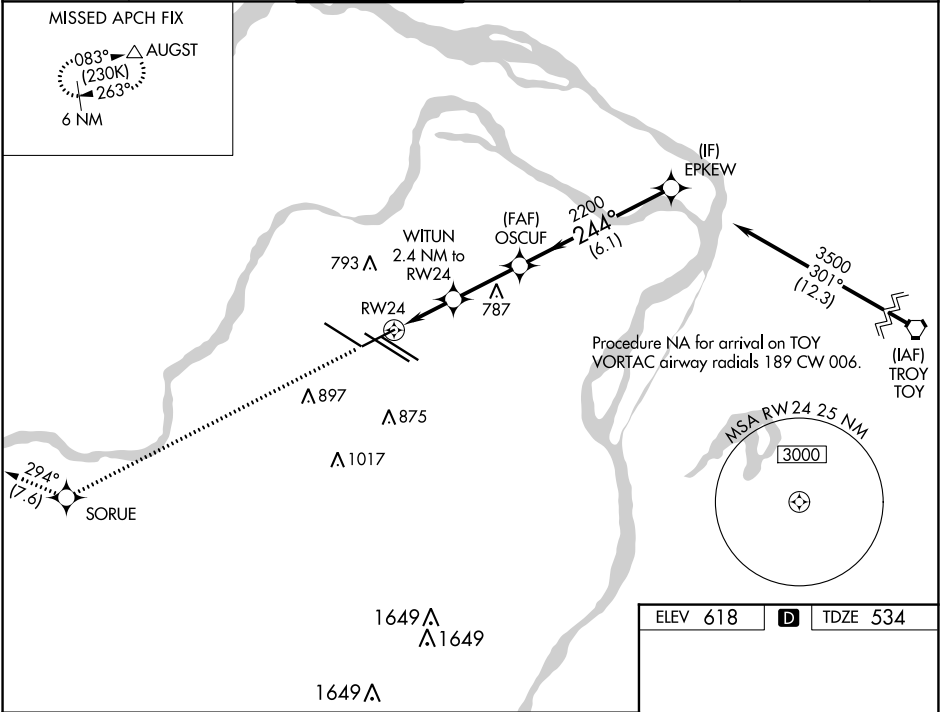 MISSED APCH FIX
083°
AUGST
(230K)
263°
6 NM
(IF)
EPKEW
2200
244°
(6.1)
(FAF)
OSCUF
WITUN
2.4 NM to
RW24
793
787
RW24
3500
301°
(12.3)
Procedure NA for arrival on TOY
VORTAC airway radials 189 CW 006.
(IAF)
TROY
TOY
897
875
1017
MSA RW24 25 NM
3000
294°
(7.6)
SORUE
1649
1649
1649
ELEV 618 D TDZE 534